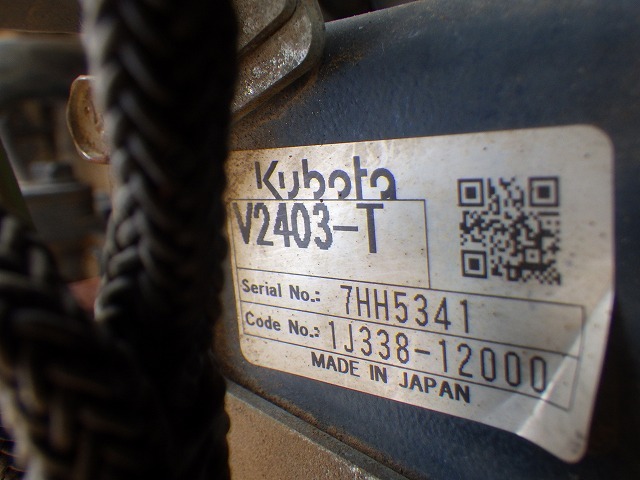 Kubota
V2403-T
Serial No.: 7HH5341
Code No.: 1J338-12000
MADE IN JAPAN